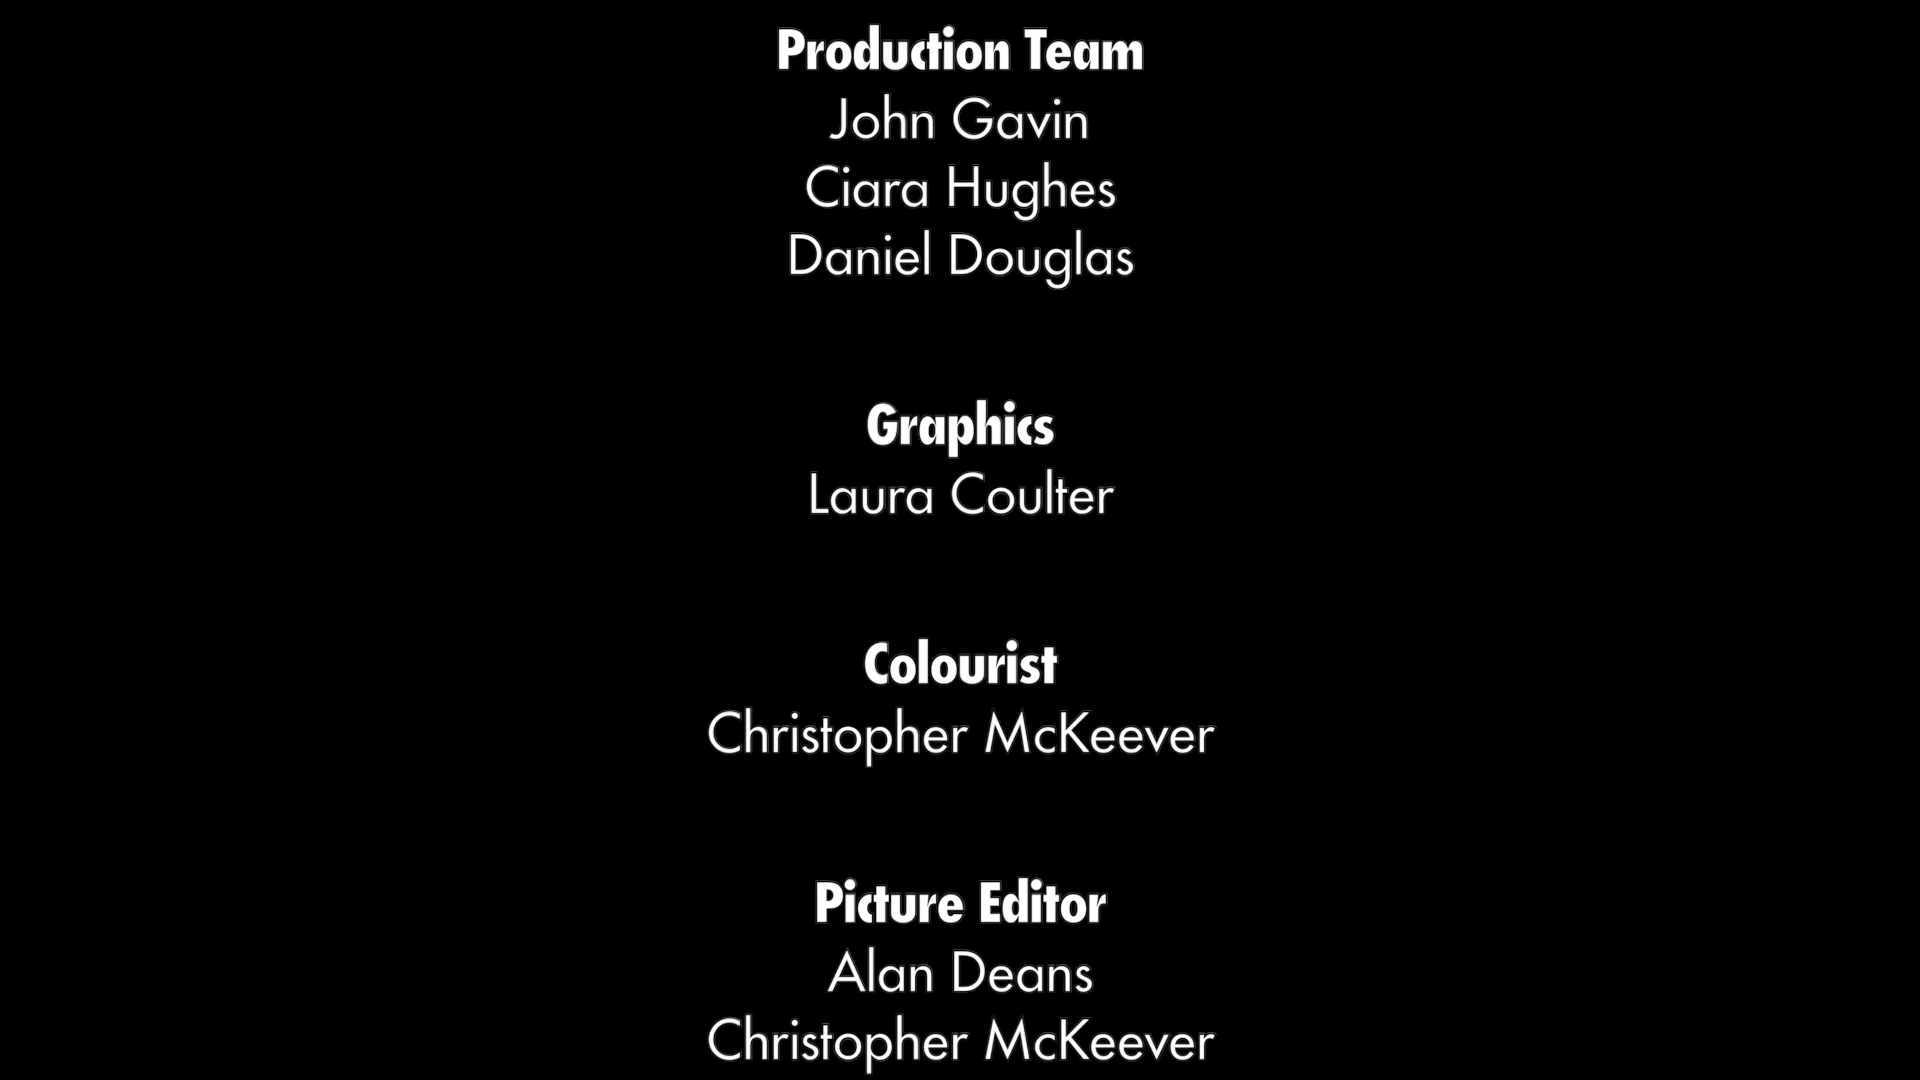 Production Team
John Gavin
Ciara Hughes
Daniel Douglas
Graphics
Laura Coulter
Colourist
Christopher McKeever
Picture Editor
Alan Deans
Christopher McKeever